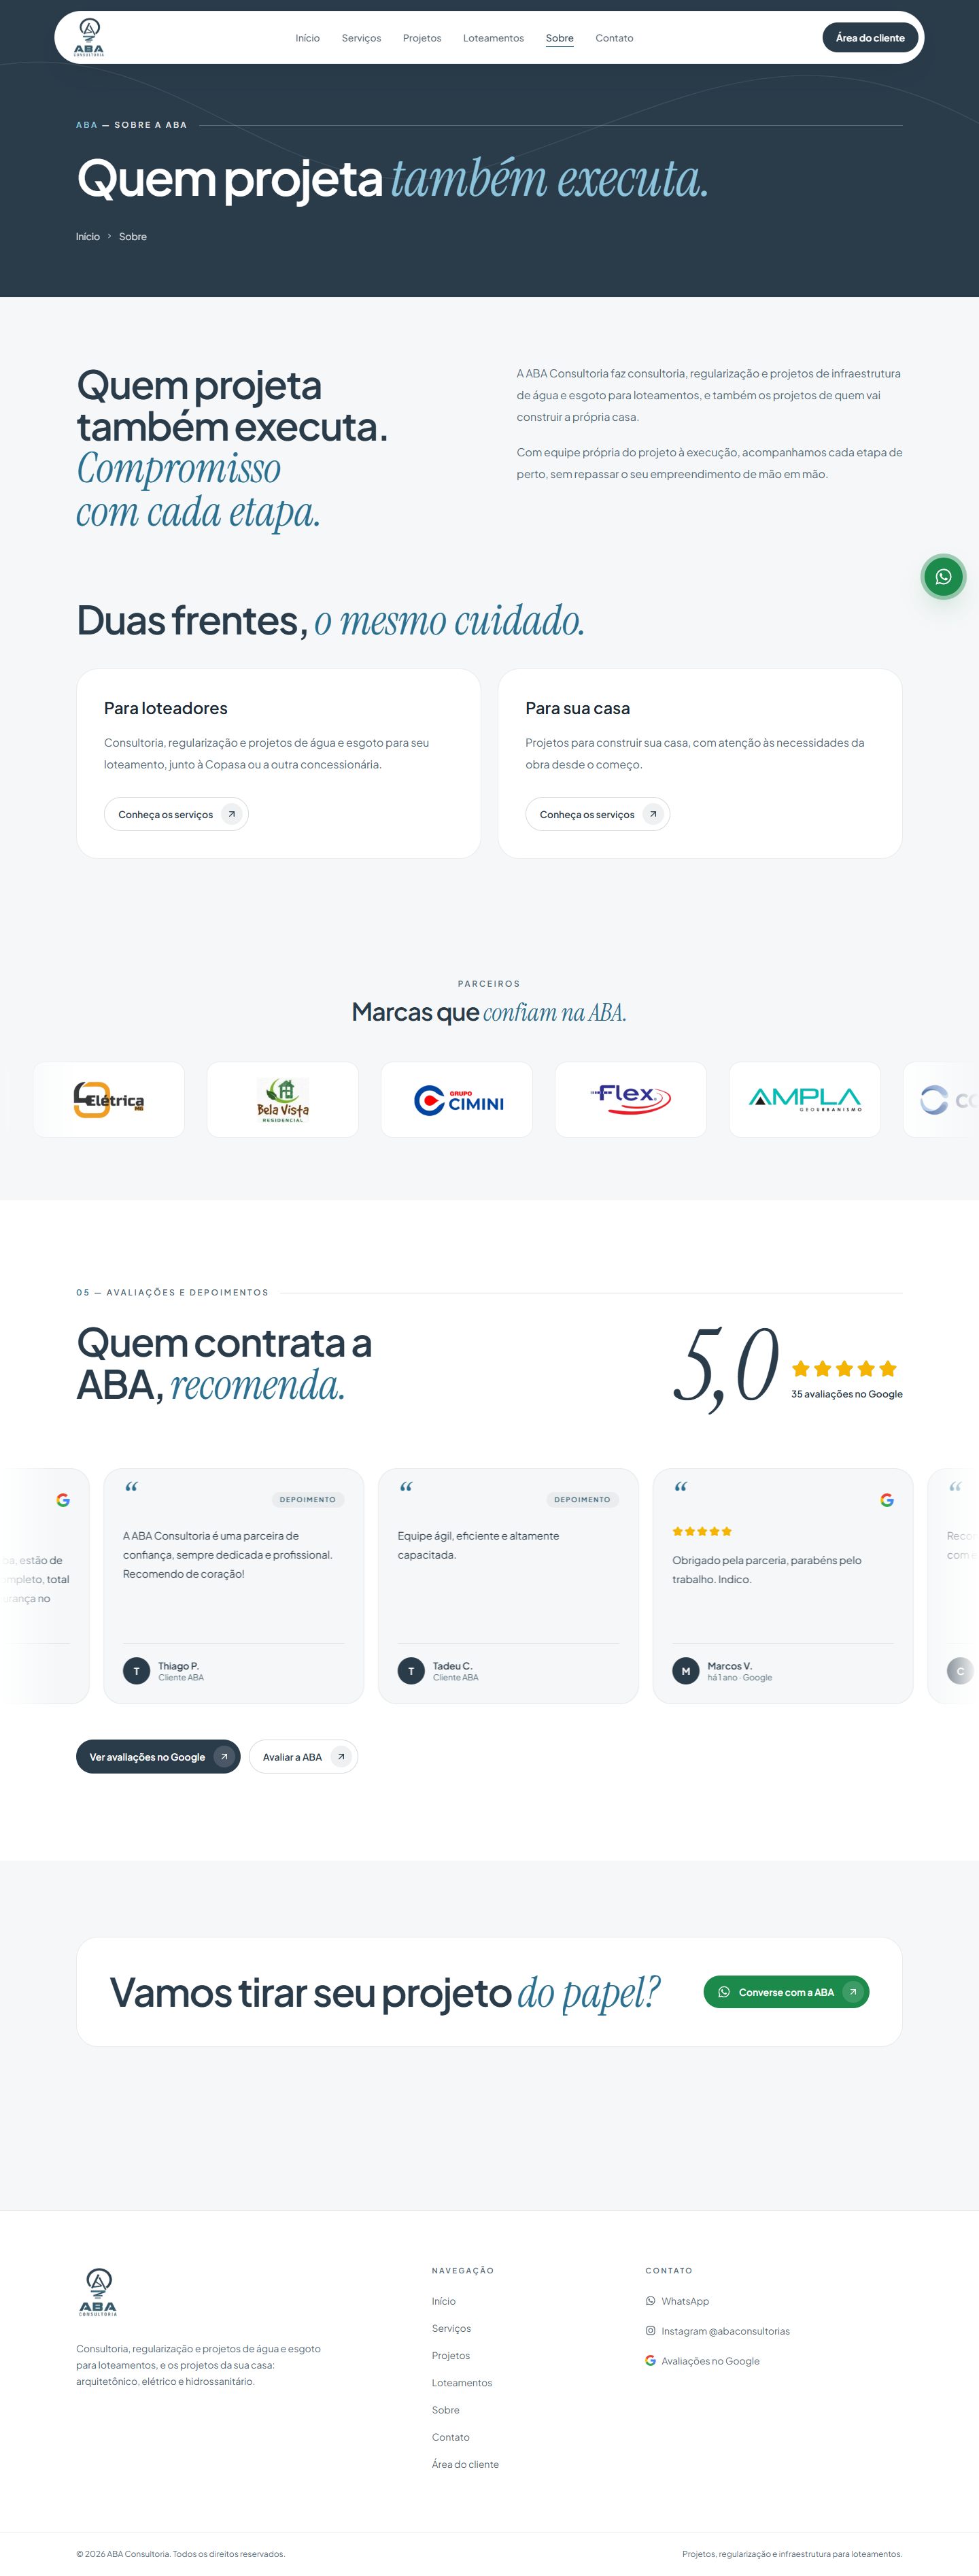 ABA
CONSULTORIA
Início
Serviços
Projetos
Loteamentos
Sobre
Contato
Área do cliente
ABA — SOBRE A ABA
Quem projeta também executa.
Início › Sobre
Quem projeta
também executa.
Compromisso
com cada etapa.
A ABA Consultoria faz consultoria, regularização e projetos de infraestrutura
de água e esgoto para loteamentos, e também os projetos de quem vai
construir a própria casa.
Com equipe própria do projeto à execução, acompanhamos cada etapa de
perto, sem repassar o seu empreendimento de mão em mão.
Duas frentes, o mesmo cuidado.
Para loteadores
Consultoria, regularização e projetos de água e esgoto para seu
loteamento, junto à Copasa ou a outra concessionária.
Conheça os serviços
Para sua casa
Projetos para construir sua casa, com atenção às necessidades da
obra desde o começo.
Conheça os serviços
PARCEIROS
Marcas que confiam na ABA.
Elétrica
MG
Bela Vista
RESIDENCIAL
GRUPO
CIMINI
Flex
AMPLA
GEOURBANISMO
CO
05 — AVALIAÇÕES E DEPOIMENTOS
Quem contrata a
ABA, recomenda.
5,0
35 avaliações no Google
estão de
total
no
“
DEPOIMENTO
A ABA Consultoria é uma parceira de
confiança, sempre dedicada e profissional.
Recomendo de coração!
T
Thiago P.
Cliente ABA
“
DEPOIMENTO
Equipe ágil, eficiente e altamente
capacitada.
T
Tadeu C.
Cliente ABA
“
Obrigado pela parceria, parabéns pelo
trabalho. Indico.
M
Marcos V.
há 1 ano · Google
“
com
C
Ver avaliações no Google
Avaliar a ABA
Vamos tirar seu projeto do papel?
Converse com a ABA
ABA
CONSULTORIA
Consultoria, regularização e projetos de água e esgoto
para loteamentos, e os projetos da sua casa:
arquitetônico, elétrico e hidrossanitário.
NAVEGAÇÃO
Início
Serviços
Projetos
Loteamentos
Sobre
Contato
Área do cliente
CONTATO
WhatsApp
Instagram @abaconsultorias
Avaliações no Google
© 2026 ABA Consultoria. Todos os direitos reservados.
Projetos, regularização e infraestrutura para loteamentos.